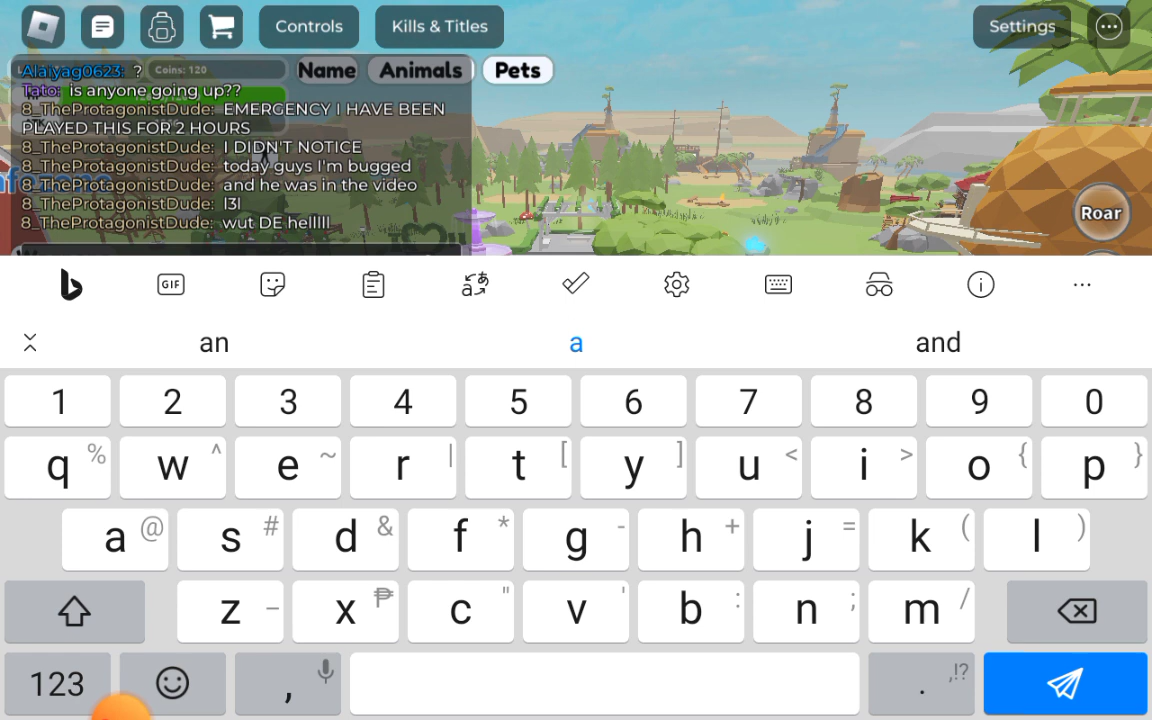 Controls
Kills & Titles
Settings
Alaiyag0623: ?
Coins: 120
Name
Animals
Pets
Tato: is anyone going up??
8_TheProtagonistDude: EMERGENCY I HAVE BEEN
PLAYED THIS FOR 2 HOURS
8_TheProtagonistDude: I DIDN'T NOTICE
8_TheProtagonistDude: today guys I'm bugged
8_TheProtagonistDude: and he was in the video
8_TheProtagonistDude: l3l
8_TheProtagonistDude: wut DE helllll
Roar
GIF
an
a
and
1 2 3 4 5 6 7 8 9 0
q % w ^ e ~ r | t [ y ] u < i > o { p }
a @ s # d & f * g - h + j = k ( l )
z – x ₱ c " v ' b : n ; m /
123 , . ,!?